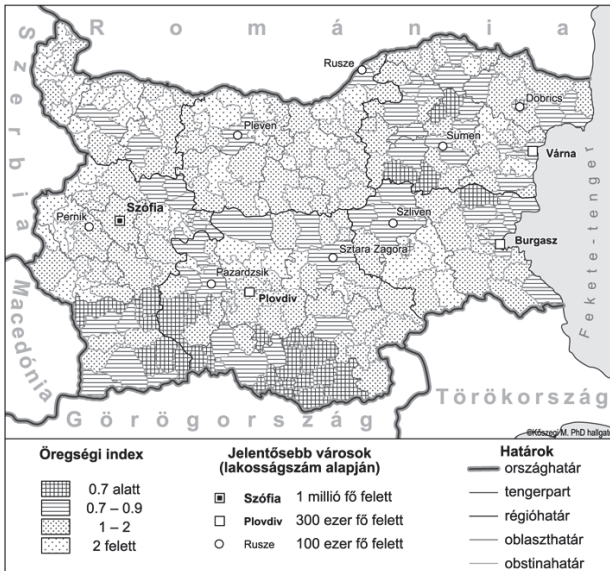 Románia
Szerbia
Macedónia
Görögország
Törökország
Fekete-tenger
Rusze
Dobrics
Pleven
Sumen
Várna
Szófia
Pernik
Szliven
Burgasz
Sztara Zagora
Pazardzsik
Plovdiv
©Kőszegi M. PhD hallgató
Öregségi index
0.7 alatt
0.7 – 0.9
1 – 2
2 felett
Jelentősebb városok
(lakosságszám alapján)
Szófia 1 millió fő felett
Plovdiv 300 ezer fő felett
Rusze 100 ezer fő felett
Határok
országhatár
tengerpart
régióhatár
oblaszthatár
obstinahatár